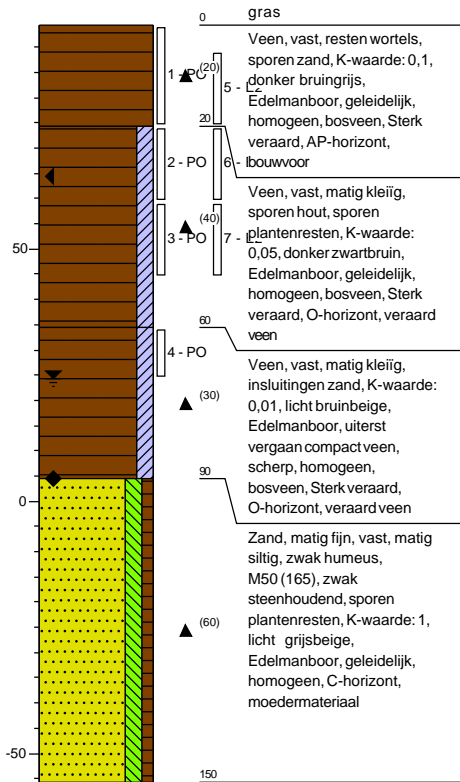 0
gras
Veen, vast, resten wortels,
sporen zand, K-waarde: 0,1,
donker bruingrijs,
Edelmanboor, geleidelijk,
homogeen, bosveen, Sterk
veraard, AP-horizont,
bouwvoor
1 - PO
(20)
5 - L2
20
2 - PO
6 - L
Veen, vast, matig kleiïg,
sporen hout, sporen
plantenresten, K-waarde:
0,05, donker zwartbruin,
Edelmanboor, geleidelijk,
homogeen, bosveen, Sterk
veraard, O-horizont, veraard
veen
(40)
50
3 - PO
7 - L2
60
4 - PO
Veen, vast, matig kleiïg,
insluitingen zand, K-waarde:
0,01, licht bruinbeige,
Edelmanboor, uiterst
vergaan compact veen,
scherp, homogeen,
bosveen, Sterk veraard,
O-horizont, veraard veen
(30)
90
0
Zand, matig fijn, vast, matig
siltig, zwak humeus,
M50 (165), zwak
steenhoudend, sporen
plantenresten, K-waarde: 1,
licht grijsbeige,
Edelmanboor, geleidelijk,
homogeen, C-horizont,
moedermateriaal
(60)
-50
150